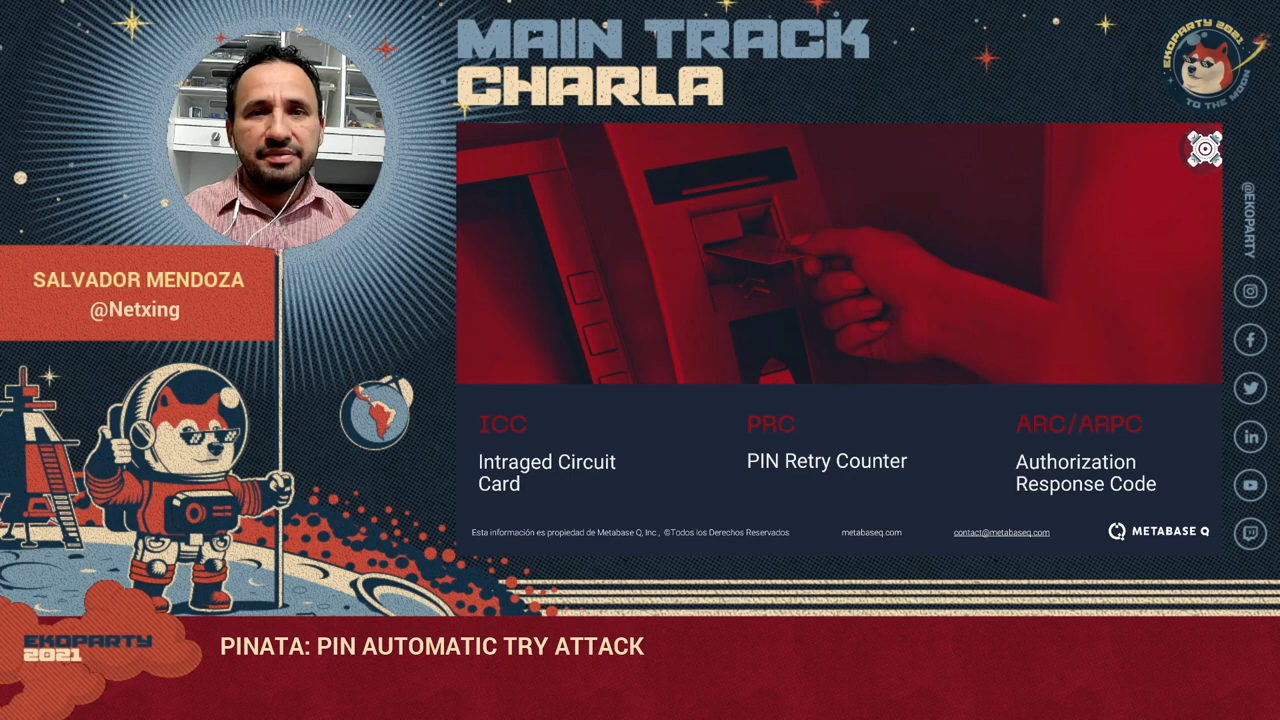 MAIN TRACK
CHARLA
EKOPARTY 2021
TO THE MOON
SALVADOR MENDOZA
@Netxing
@EKOPARTY
ICC
Intraged Circuit
Card
PRC
PIN Retry Counter
ARC/ARPC
Authorization
Response Code
Esta información es propiedad de Metabase Q, Inc., ©Todos los Derechos Reservados
metabaseq.com
contact@metabaseq.com
METABASE Q
EKOPARTY
2021
PINATA: PIN AUTOMATIC TRY ATTACK